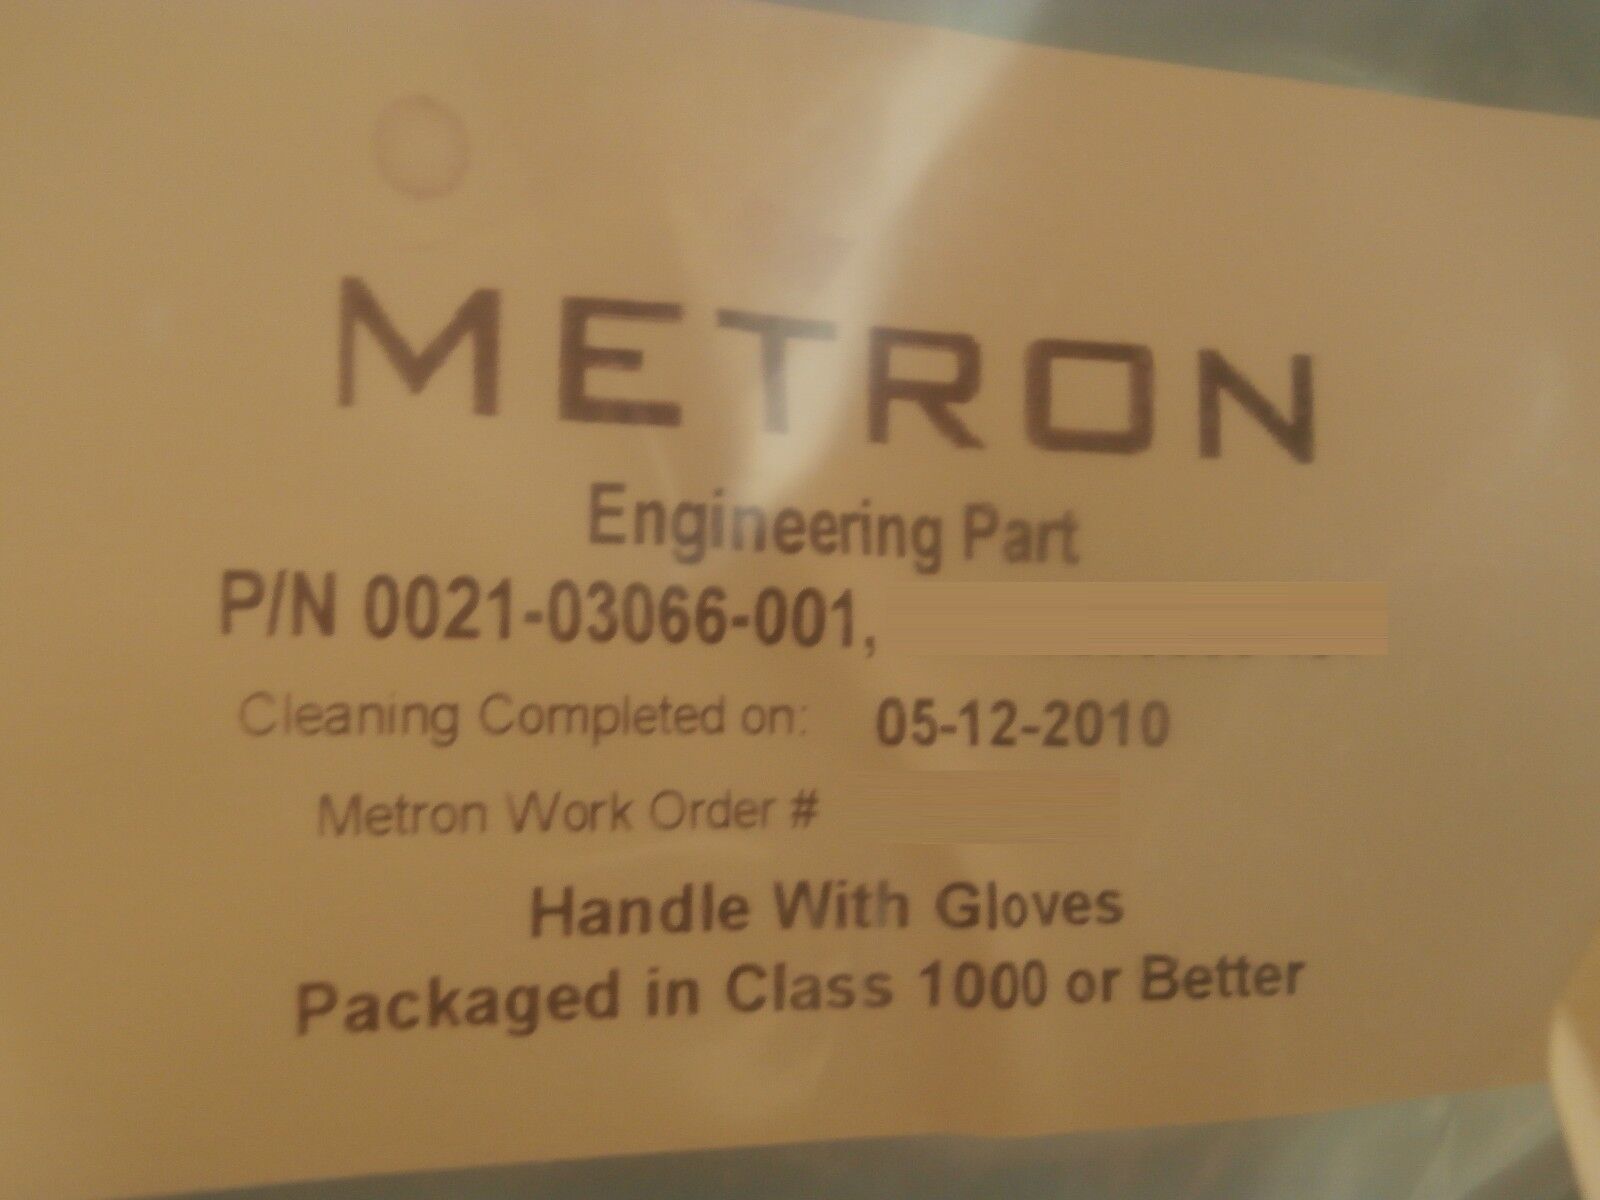 METRON
Engineering Part
P/N 0021-03066-001,
Cleaning Completed on: 05-12-2010
Metron Work Order #
Handle With Gloves
Packaged in Class 1000 or Better